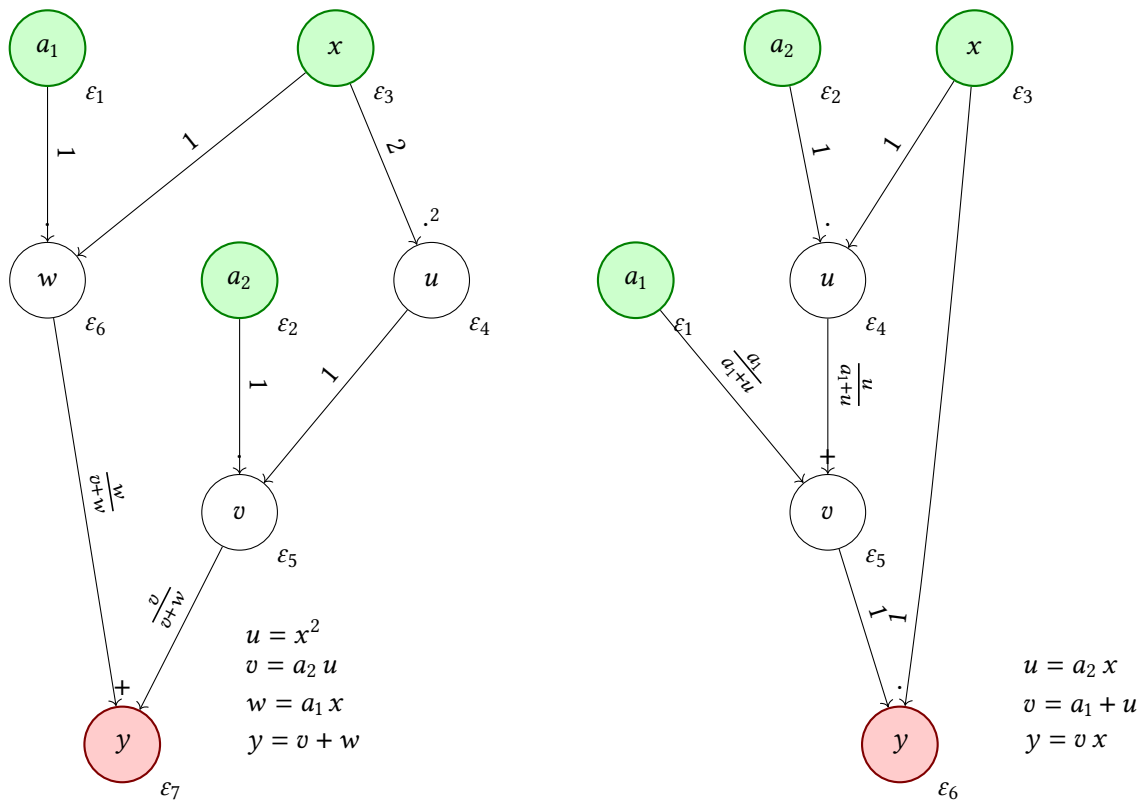 a₁
x
ε₁
ε₃
1
1
2
·
·²
w
a₂
u
ε₆
ε₂
ε₄
1
1
·
w/(v+w)
v
ε₅
v/(v+w)
+
y
ε₇
u = x²
v = a₂ u
w = a₁ x
y = v + w
a₂
x
ε₂
ε₃
1
1
·
a₁
u
ε₁
ε₄
a₁/(a₁+u)
u/(a₁+u)
+
v
ε₅
1
1
·
y
ε₆
u = a₂ x
v = a₁ + u
y = v x